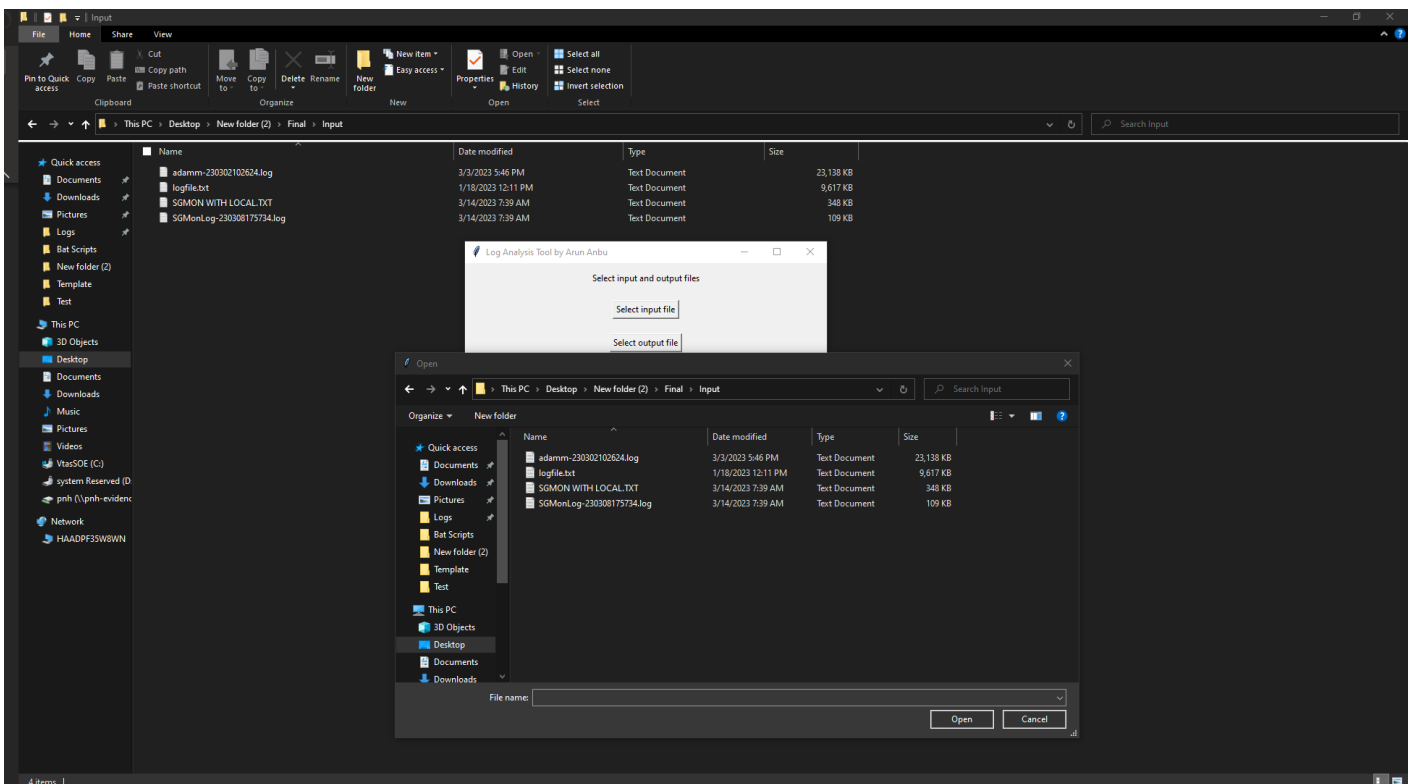 Input
File Home Share View
Pin to Quick access
Copy
Paste
Cut
Copy path
Paste shortcut
Clipboard
Move to
Copy to
Delete
Rename
Organize
New folder
New item
Easy access
New
Properties
Open
Edit
History
Open
Select all
Select none
Invert selection
Select
This PC > Desktop > New folder (2) > Final > Input
Search Input
Quick access
Documents
Downloads
Pictures
Logs
Bat Scripts
New folder (2)
Template
Test
This PC
3D Objects
Desktop
Documents
Downloads
Music
Pictures
Videos
VtasSOE (C:)
system Reserved (D
pnh (\\pnh-evidenc
Network
HAADPF35W8WN
Name Date modified Type Size
adamm-230302102624.log 3/3/2023 5:46 PM Text Document 23,138 KB
logfile.txt 1/18/2023 12:11 PM Text Document 9,617 KB
SGMON WITH LOCAL.TXT 3/14/2023 7:39 AM Text Document 348 KB
SGMonLog-230308175734.log 3/14/2023 7:39 AM Text Document 109 KB
Log Analysis Tool by Arun Anbu
Select input and output files
Select input file
Select output file
Open
This PC > Desktop > New folder (2) > Final > Input
Search Input
Organize New folder
Quick access
Documents
Downloads
Pictures
Logs
Bat Scripts
New folder (2)
Template
Test
This PC
3D Objects
Desktop
Documents
Downloads
Name Date modified Type Size
adamm-230302102624.log 3/3/2023 5:46 PM Text Document 23,138 KB
logfile.txt 1/18/2023 12:11 PM Text Document 9,617 KB
SGMON WITH LOCAL.TXT 3/14/2023 7:39 AM Text Document 348 KB
SGMonLog-230308175734.log 3/14/2023 7:39 AM Text Document 109 KB
File name:
Open Cancel
4 items